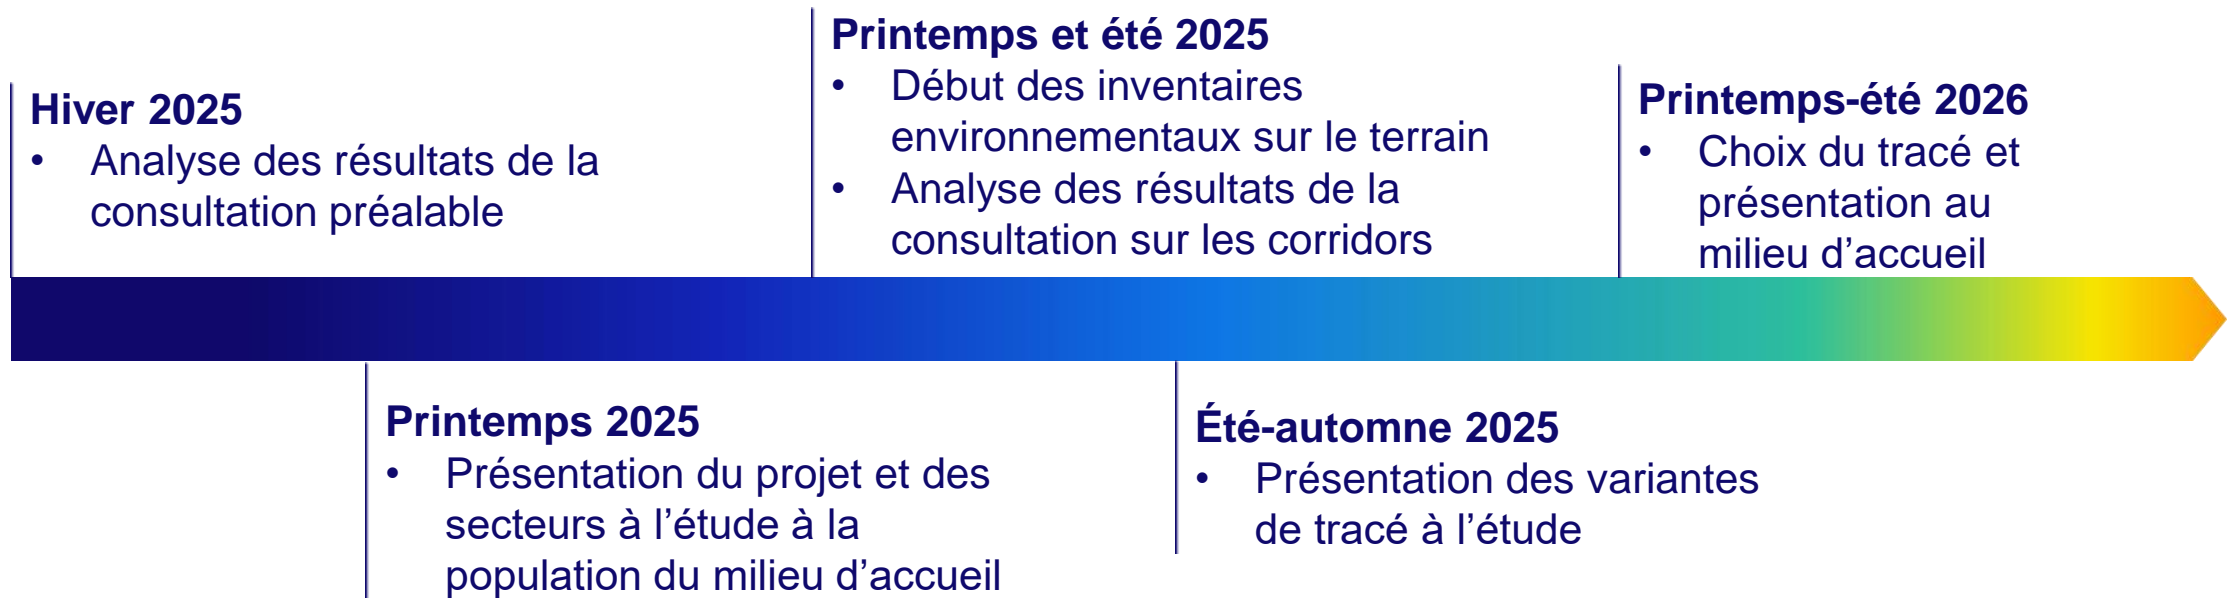 Hiver 2025
• Analyse des résultats de la
consultation préalable
Printemps 2025
• Présentation du projet et des
secteurs à l’étude à la
population du milieu d’accueil
Printemps et été 2025
• Début des inventaires
environnementaux sur le terrain
• Analyse des résultats de la
consultation sur les corridors
Été-automne 2025
• Présentation des variantes
de tracé à l’étude
Printemps-été 2026
• Choix du tracé et
présentation au
milieu d’accueil